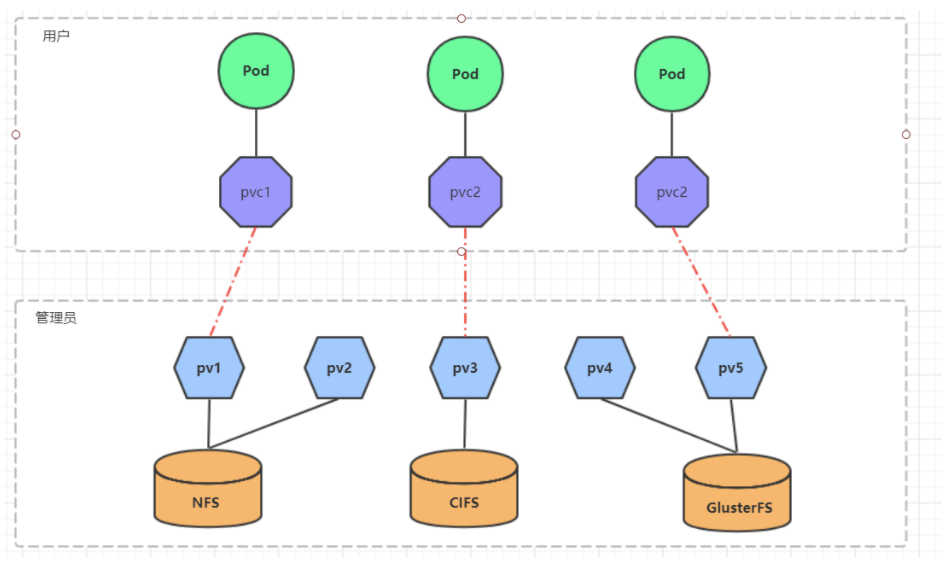 用户
Pod
Pod
Pod
pvc1
pvc2
pvc2
管理员
pv1
pv2
pv3
pv4
pv5
NFS
CIFS
GlusterFS